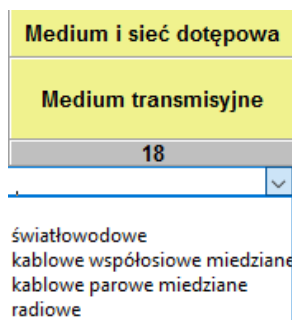 Medium i sieć dotępowa
Medium transmisyjne
18
.
światłowodowe
kablowe współosiowe miedziane
kablowe parowe miedziane
radiowe